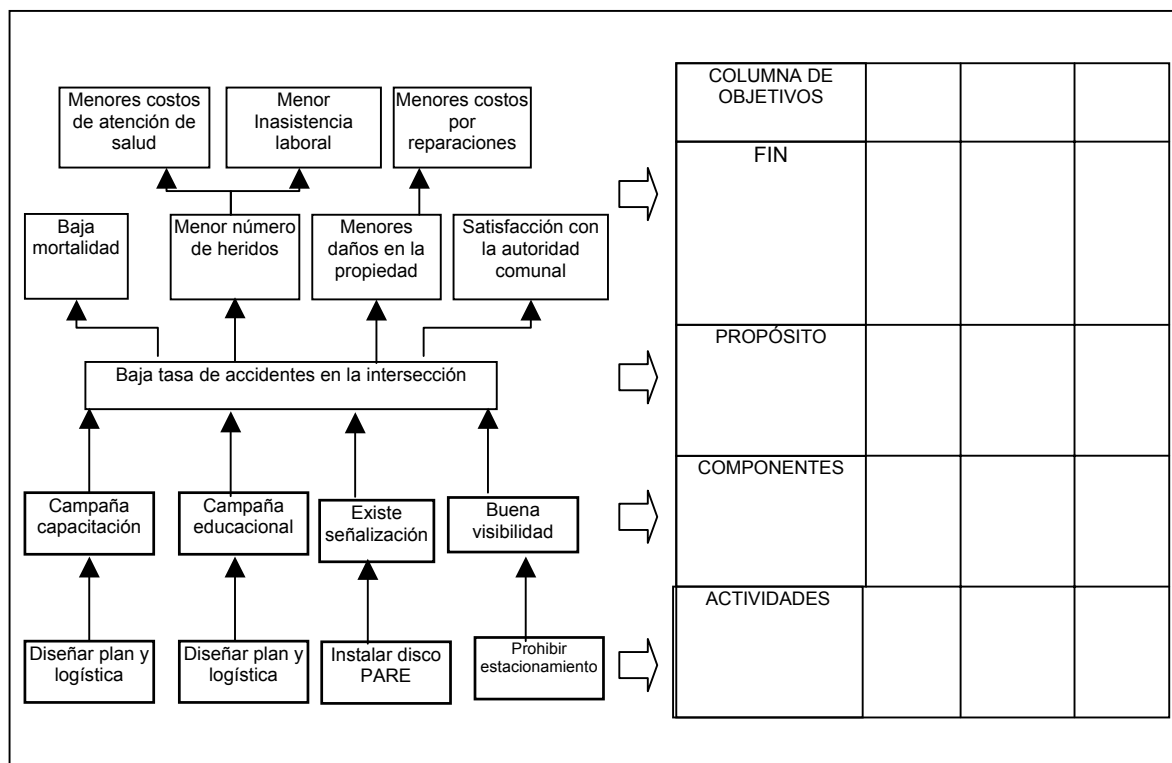 Menores costos
de atención de
salud
Menor
Inasistencia
laboral
Menores costos
por
reparaciones
Baja
mortalidad
Menor número
de heridos
Menores
daños en la
propiedad
Satisfacción con
la autoridad
comunal
Baja tasa de accidentes en la intersección
Campaña
capacitación
Campaña
educacional
Existe
señalización
Buena
visibilidad
Diseñar plan y
logística
Diseñar plan y
logística
Instalar disco
PARE
Prohibir
estacionamiento
COLUMNA DE
OBJETIVOS
FIN
PROPÓSITO
COMPONENTES
ACTIVIDADES